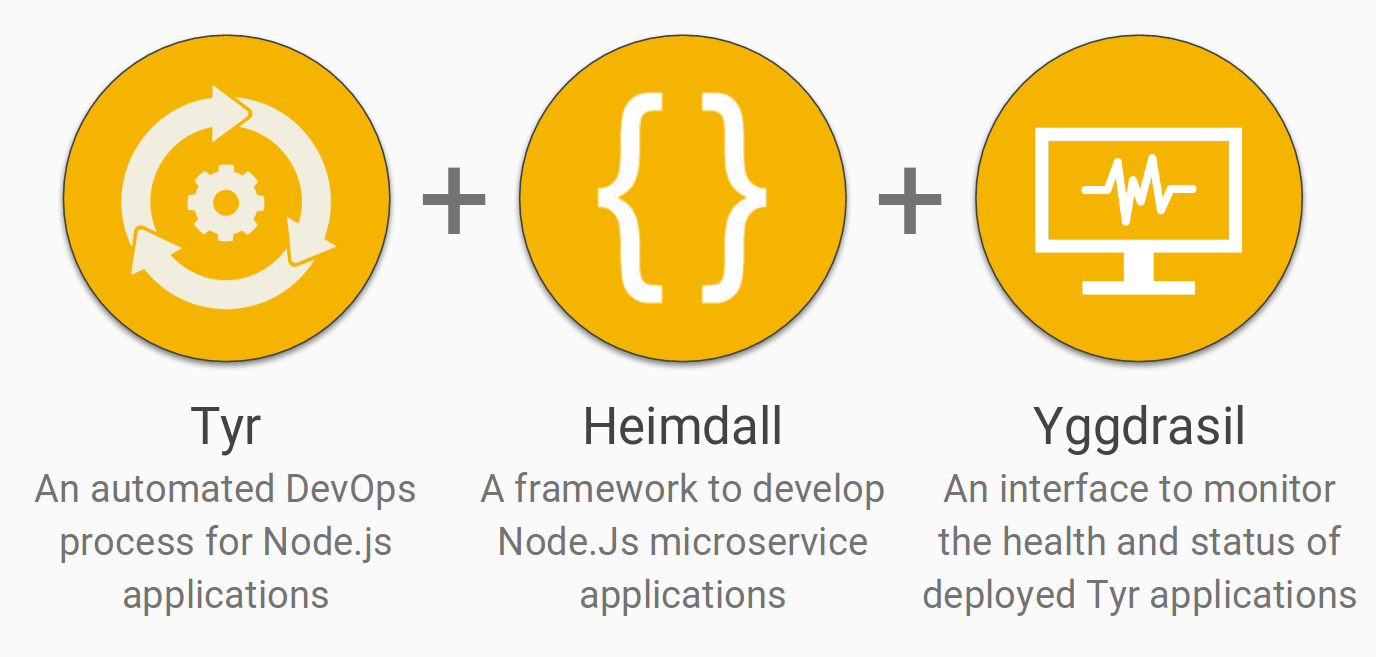 Tyr
An automated DevOps
process for Node.js
applications
Heimdall
A framework to develop
Node.Js microservice
applications
Yggdrasil
An interface to monitor
the health and status of
deployed Tyr applications